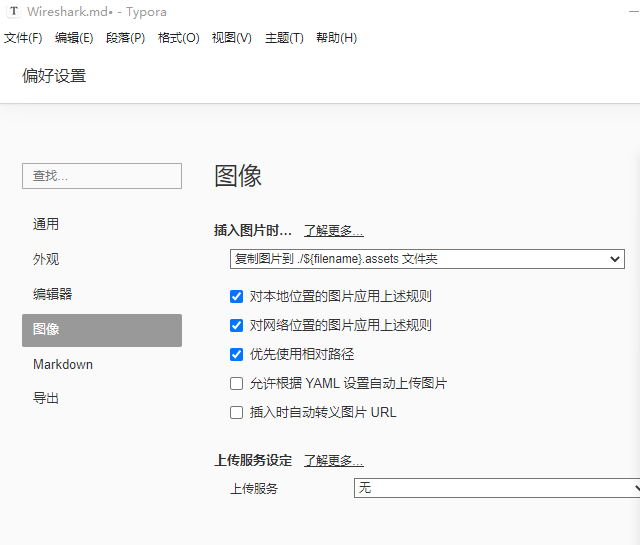 T Wireshark.md• - Typora
文件(F) 编辑(E) 段落(P) 格式(O) 视图(V) 主题(T) 帮助(H)
偏好设置
查找...
通用
外观
编辑器
图像
Markdown
导出
图像
插入图片时... 了解更多...
复制图片到 ./${filename}.assets 文件夹
对本地位置的图片应用上述规则
对网络位置的图片应用上述规则
优先使用相对路径
允许根据 YAML 设置自动上传图片
插入时自动转义图片 URL
上传服务设定 了解更多...
上传服务 无